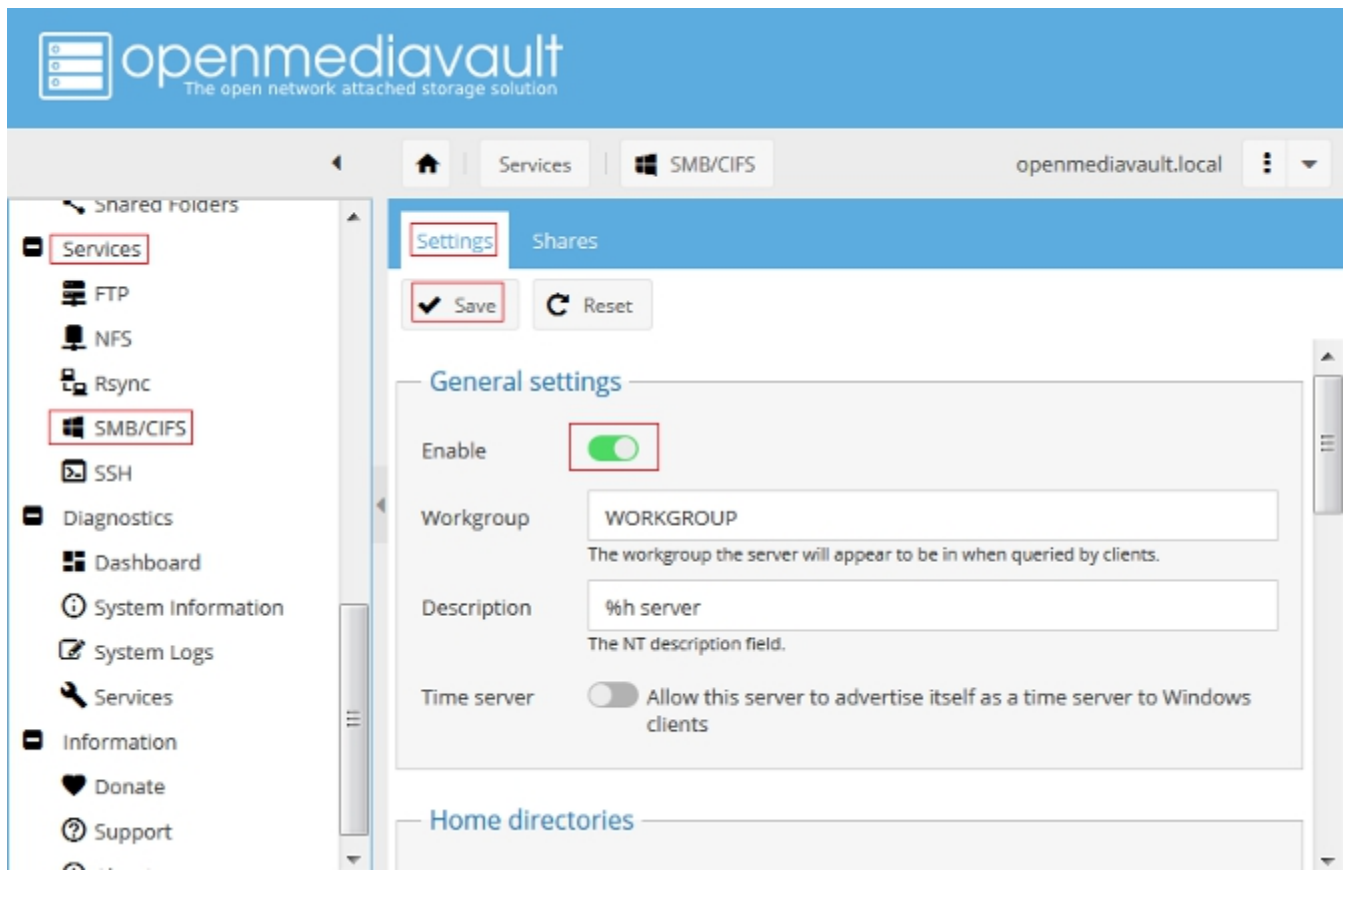 openmediavault
The open network attached storage solution
Services
SMB/CIFS
openmediavault.local
Shared Folders
Services
FTP
NFS
Rsync
SMB/CIFS
SSH
Diagnostics
Dashboard
System Information
System Logs
Services
Information
Donate
Support
Settings
Shares
Save
Reset
General settings
Enable
Workgroup
WORKGROUP
The workgroup the server will appear to be in when queried by clients.
Description
%h server
The NT description field.
Time server
Allow this server to advertise itself as a time server to Windows
clients
Home directories